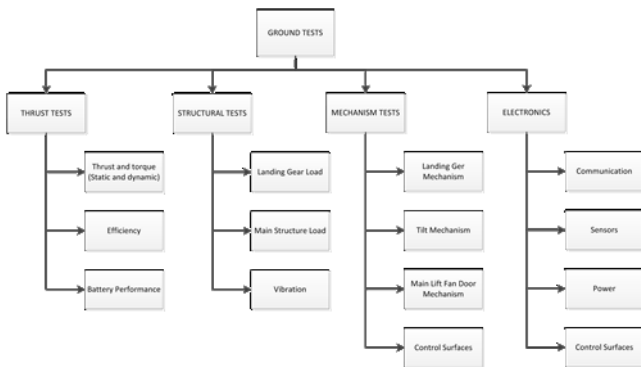 GROUND TESTS
THRUST TESTS
STRUCTURAL TESTS
MECHANISM TESTS
ELECTRONICS
Thrust and torque
(Static and dynamic)
Efficiency
Battery Performance
Landing Gear Load
Main Structure Load
Vibration
Landing Ger
Mechanism
Tilt Mechanism
Main Lift Fan Door
Mechanism
Control Surfaces
Communication
Sensors
Power
Control Surfaces